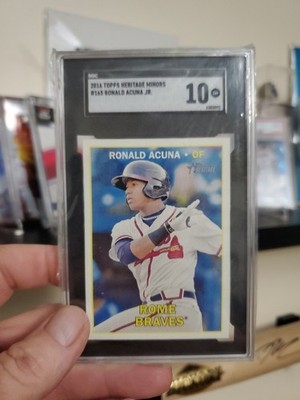 2016 TOPPS HERITAGE MINORS
#165 RONALD ACUNA JR.
10
RONALD ACUNA • OF
ROME
BRAVES